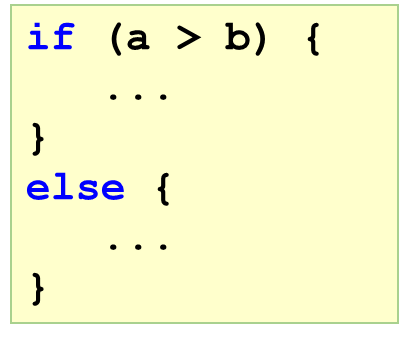 if (a > b) {
   ...
}
else {
   ...
}